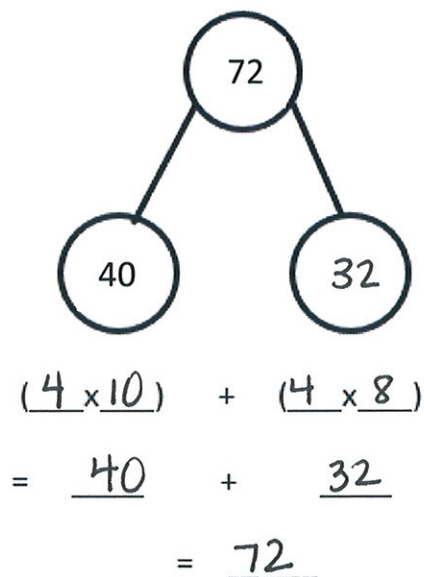 72
40 32
(4 x 10) + (4 x 8)
= 40 + 32
= 72